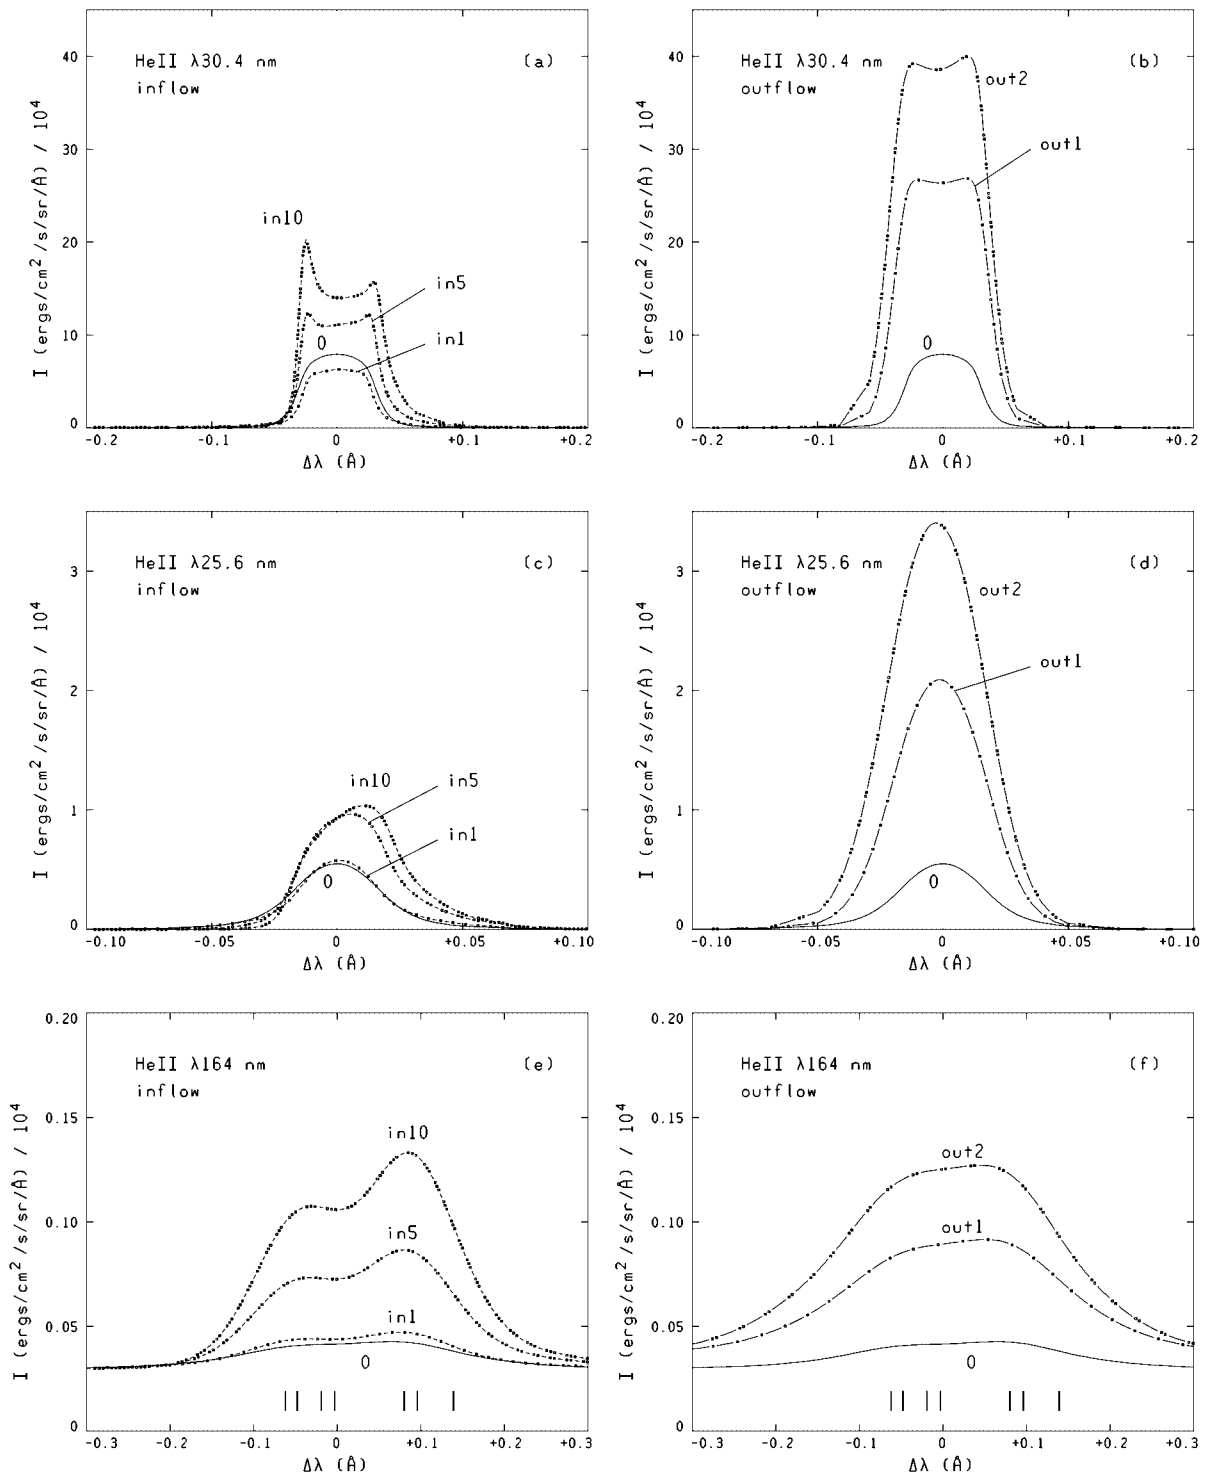 HeII λ30.4 nm (a)
inflow
I (ergs/cm²/s/sr/Å) / 10⁴
40
30
20
10
0
in10
in5
0
in1
-0.2 -0.1 0 +0.1 +0.2
Δλ (Å)
HeII λ30.4 nm (b)
outflow
I (ergs/cm²/s/sr/Å) / 10⁴
40
30
20
10
0
out2
out1
0
-0.2 -0.1 0 +0.1 +0.2
Δλ (Å)
HeII λ25.6 nm (c)
inflow
I (ergs/cm²/s/sr/Å) / 10⁴
3
2
1
0
in10
in5
in1
0
-0.10 -0.05 0 +0.05 +0.10
Δλ (Å)
HeII λ25.6 nm (d)
outflow
I (ergs/cm²/s/sr/Å) / 10⁴
3
2
1
0
out2
out1
0
-0.10 -0.05 0 +0.05 +0.10
Δλ (Å)
HeII λ164 nm (e)
inflow
I (ergs/cm²/s/sr/Å) / 10⁴
0.20
0.15
0.10
0.05
0
in10
in5
in1
0
-0.3 -0.2 -0.1 0 +0.1 +0.2 +0.3
Δλ (Å)
HeII λ164 nm (f)
outflow
I (ergs/cm²/s/sr/Å) / 10⁴
0.20
0.15
0.10
0.05
0
out2
out1
0
-0.3 -0.2 -0.1 0 +0.1 +0.2 +0.3
Δλ (Å)